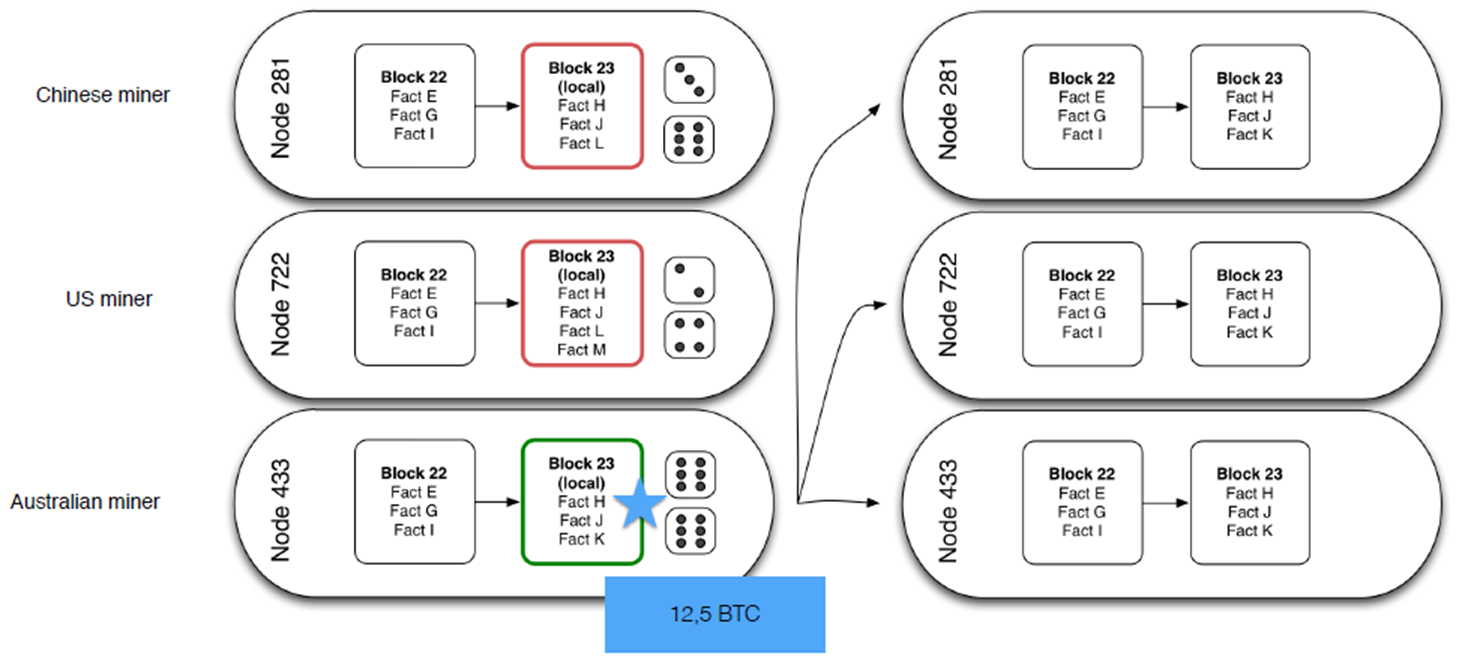 Chinese miner
Node 281
Block 22
Fact E
Fact G
Fact I
Block 23
(local)
Fact H
Fact J
Fact L
Node 281
Block 22
Fact E
Fact G
Fact I
Block 23
Fact H
Fact J
Fact K
US miner
Node 722
Block 22
Fact E
Fact G
Fact I
Block 23
(local)
Fact H
Fact J
Fact L
Fact M
Node 722
Block 22
Fact E
Fact G
Fact I
Block 23
Fact H
Fact J
Fact K
Australian miner
Node 433
Block 22
Fact E
Fact G
Fact I
Block 23
(local)
Fact H
Fact J
Fact K
Node 433
Block 22
Fact E
Fact G
Fact I
Block 23
Fact H
Fact J
Fact K
12,5 BTC